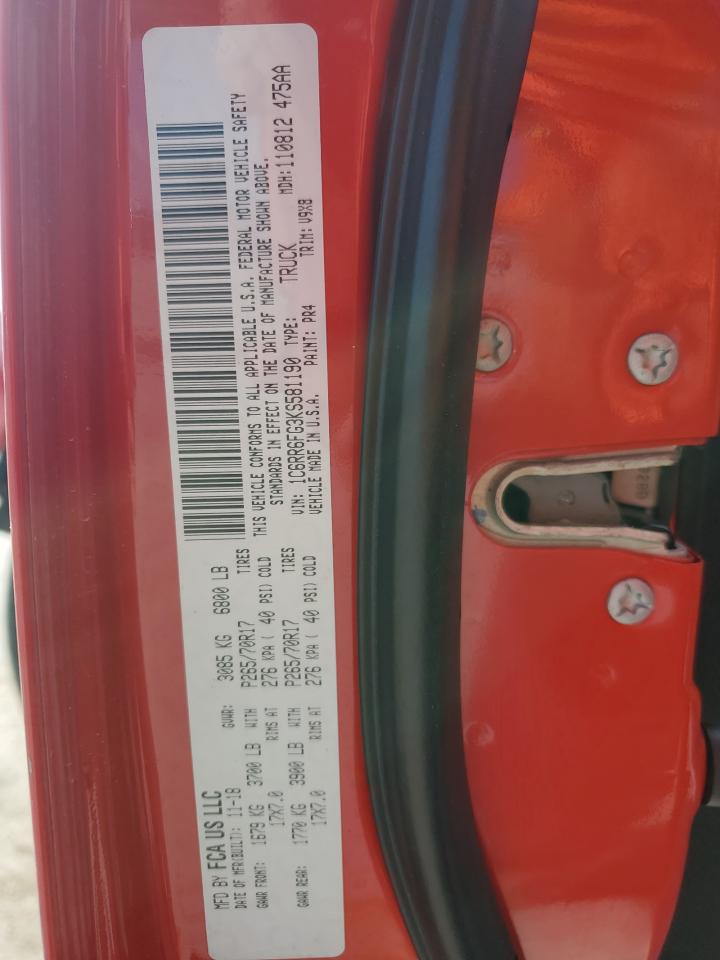 MFD BY FCA US LLC
DATE OF MFR(BUILT): 11-18 GVWR: 3085 KG 6800 LB
GAWR FRONT: 1679 KG 3700 LB WITH P265/70R17 TIRES
17X7.0 RIMS AT 276 KPA ( 40 PSI) COLD
GAWR REAR: 1770 KG 3900 LB WITH P265/70R17 TIRES
17X7.0 RIMS AT 276 KPA ( 40 PSI) COLD
THIS VEHICLE CONFORMS TO ALL APPLICABLE U.S.A. FEDERAL MOTOR VEHICLE SAFETY
STANDARDS IN EFFECT ON THE DATE OF MANUFACTURE SHOWN ABOVE.
VIN: 1C6RR6FG3KS581190 TYPE: TRUCK MDH:110812 475AA
VEHICLE MADE IN U.S.A. PAINT: PR4 TRIM: V9X8